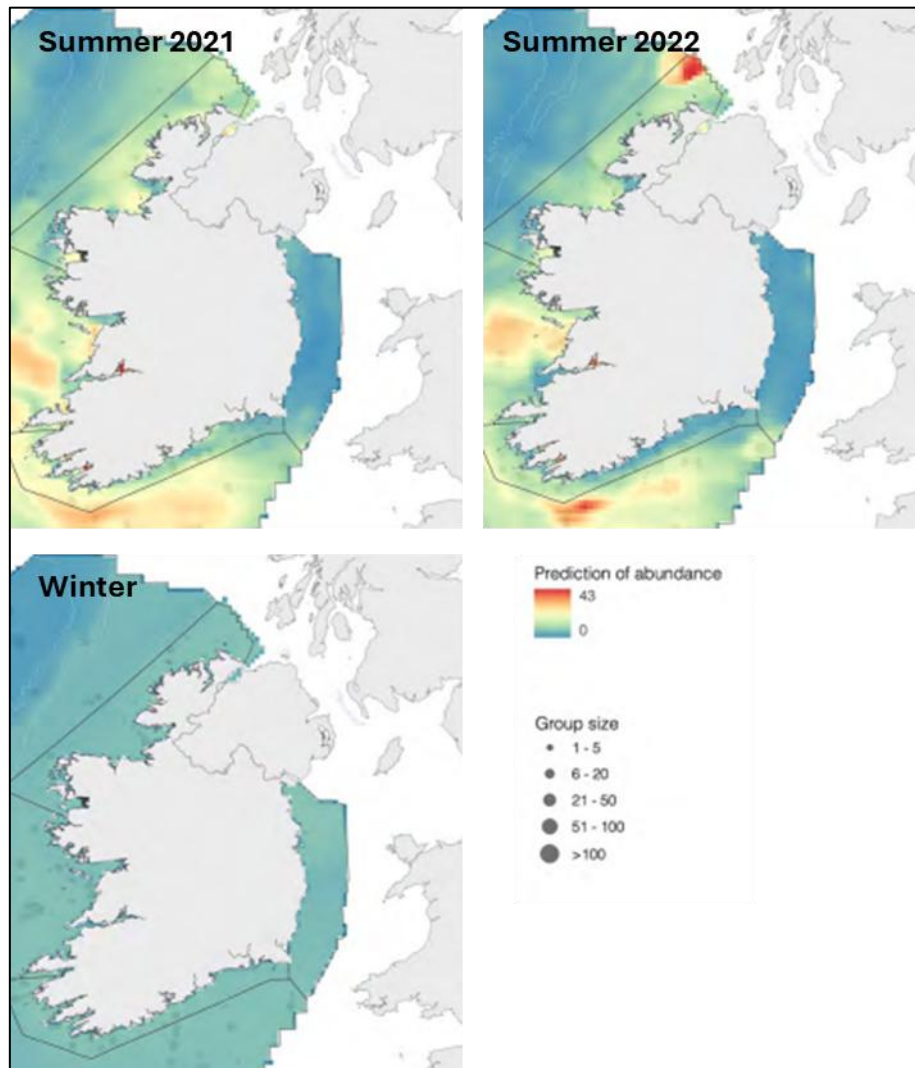 Summer 2021
Summer 2022
Winter
Prediction of abundance
43
0
Group size
1 - 5
6 - 20
21 - 50
51 - 100
>100